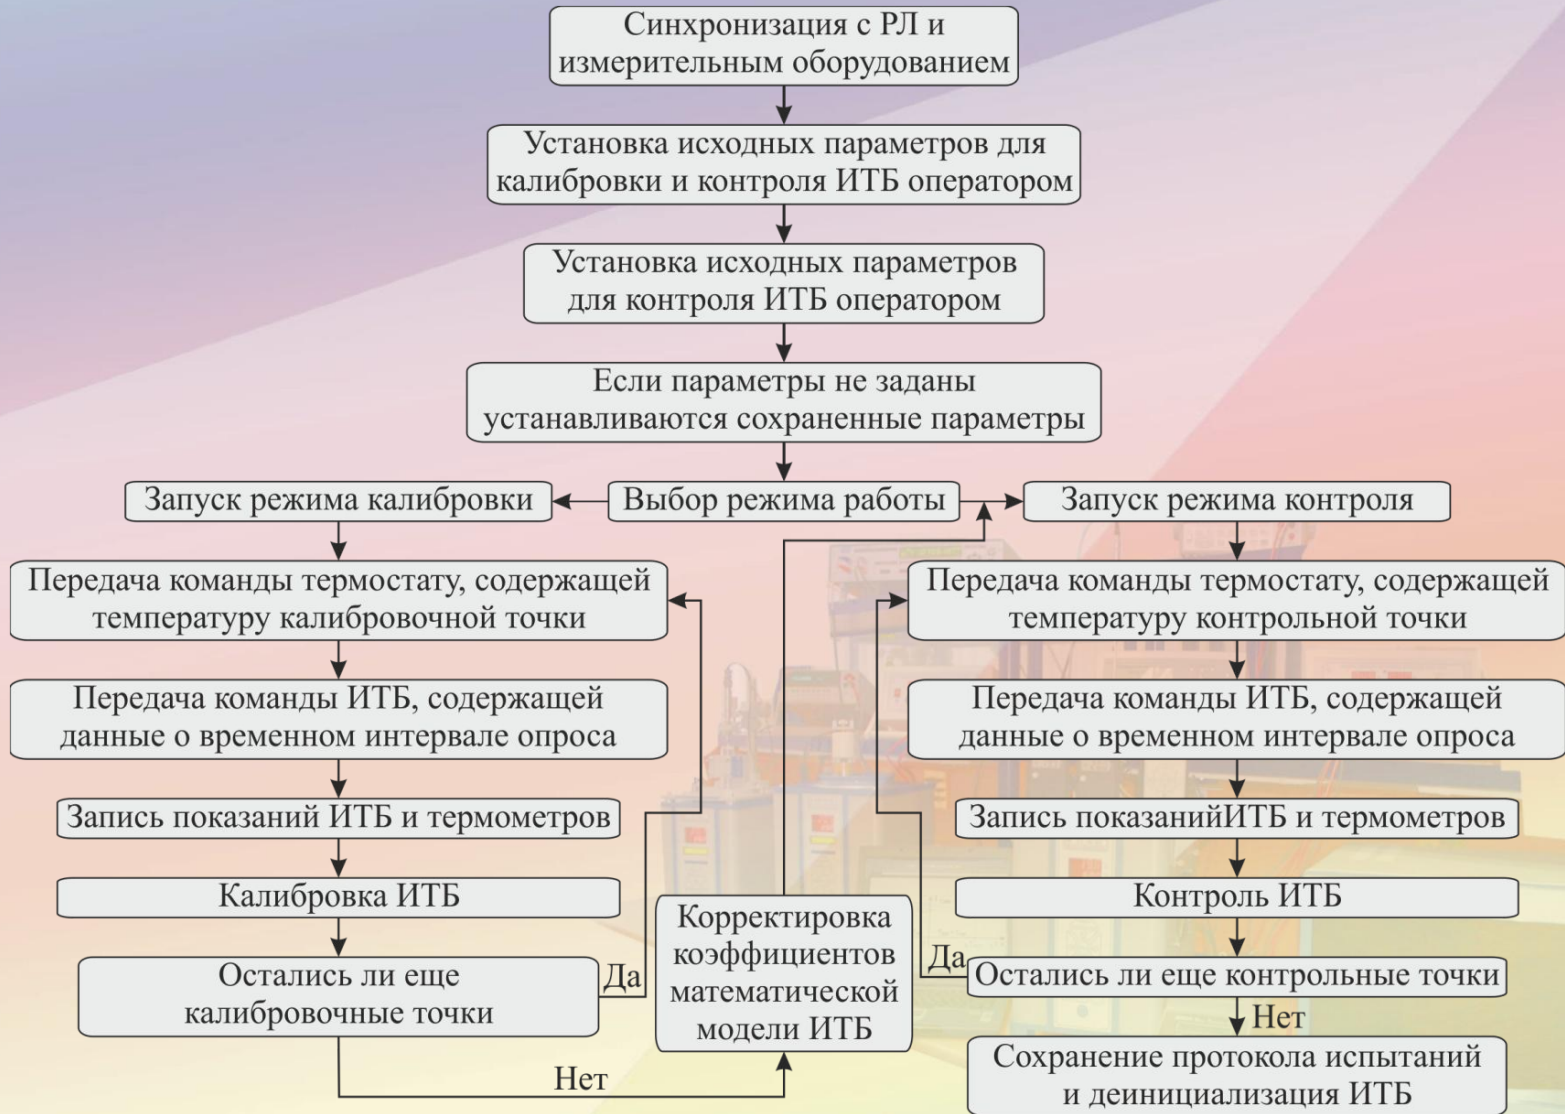 Синхронизация с РЛ и
измерительным оборудованием
Установка исходных параметров для
калибровки и контроля ИТБ оператором
Установка исходных параметров
для контроля ИТБ оператором
Если параметры не заданы
устанавливаются сохраненные параметры
Запуск режима калибровки
Выбор режима работы
Запуск режима контроля
Передача команды термостату, содержащей
температуру калибровочной точки
Передача команды ИТБ, содержащей
данные о временном интервале опроса
Запись показаний ИТБ и термометров
Калибровка ИТБ
Остались ли еще
калибровочные точки
Да
Нет
Корректировка
коэффициентов
математической
модели ИТБ
Передача команды термостату, содержащей
температуру контрольной точки
Передача команды ИТБ, содержащей
данные о временном интервале опроса
Запись показанийИТБ и термометров
Контроль ИТБ
Да
Остались ли еще контрольные точки
Нет
Сохранение протокола испытаний
и деинициализация ИТБ